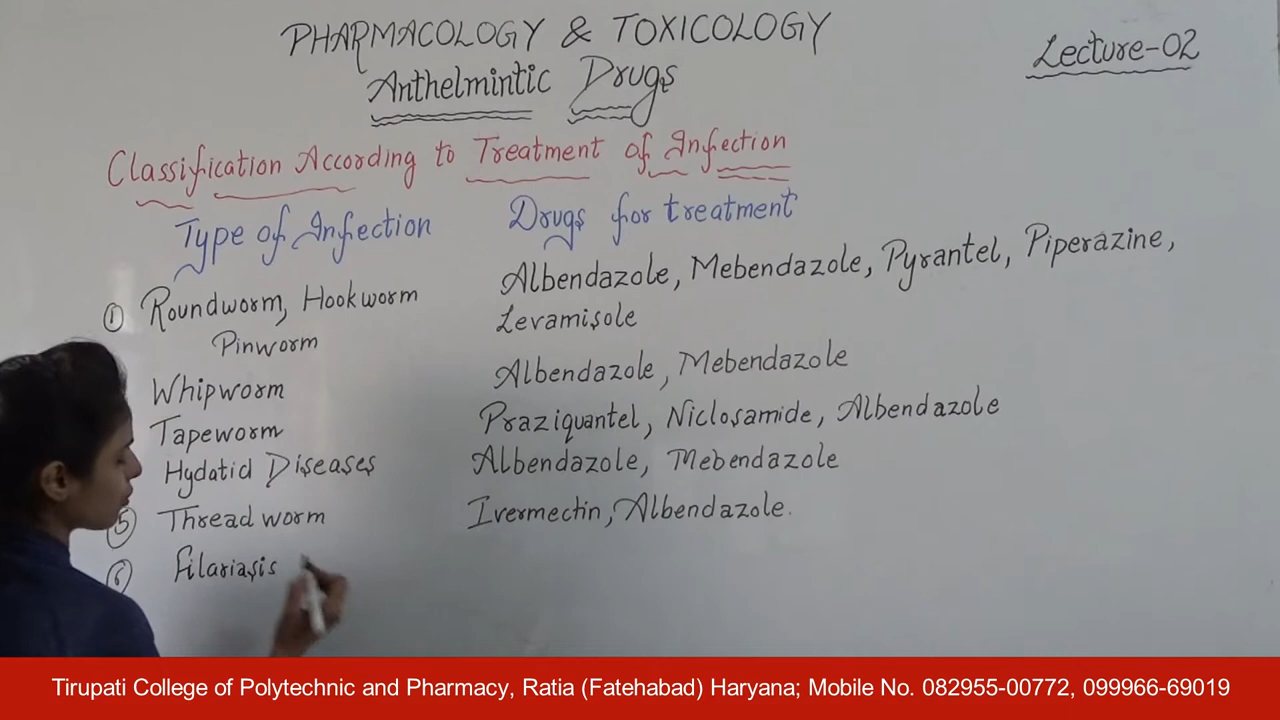 PHARMACOLOGY & TOXICOLOGY
Anthelmintic Drugs
Lecture-02
Classification According to Treatment of Infection
Type of Infection Drugs for treatment
① Roundworm, Hookworm Albendazole, Mebendazole, Pyrantel, Piperazine,
Pinworm Levamisole
Whipworm Albendazole, Mebendazole
Tapeworm Praziquantel, Niclosamide, Albendazole
Hydatid Diseases Albendazole, Mebendazole
⑤ Thread worm Ivermectin, Albendazole.
⑥ Filariasis
Tirupati College of Polytechnic and Pharmacy, Ratia (Fatehabad) Haryana; Mobile No. 082955-00772, 099966-69019